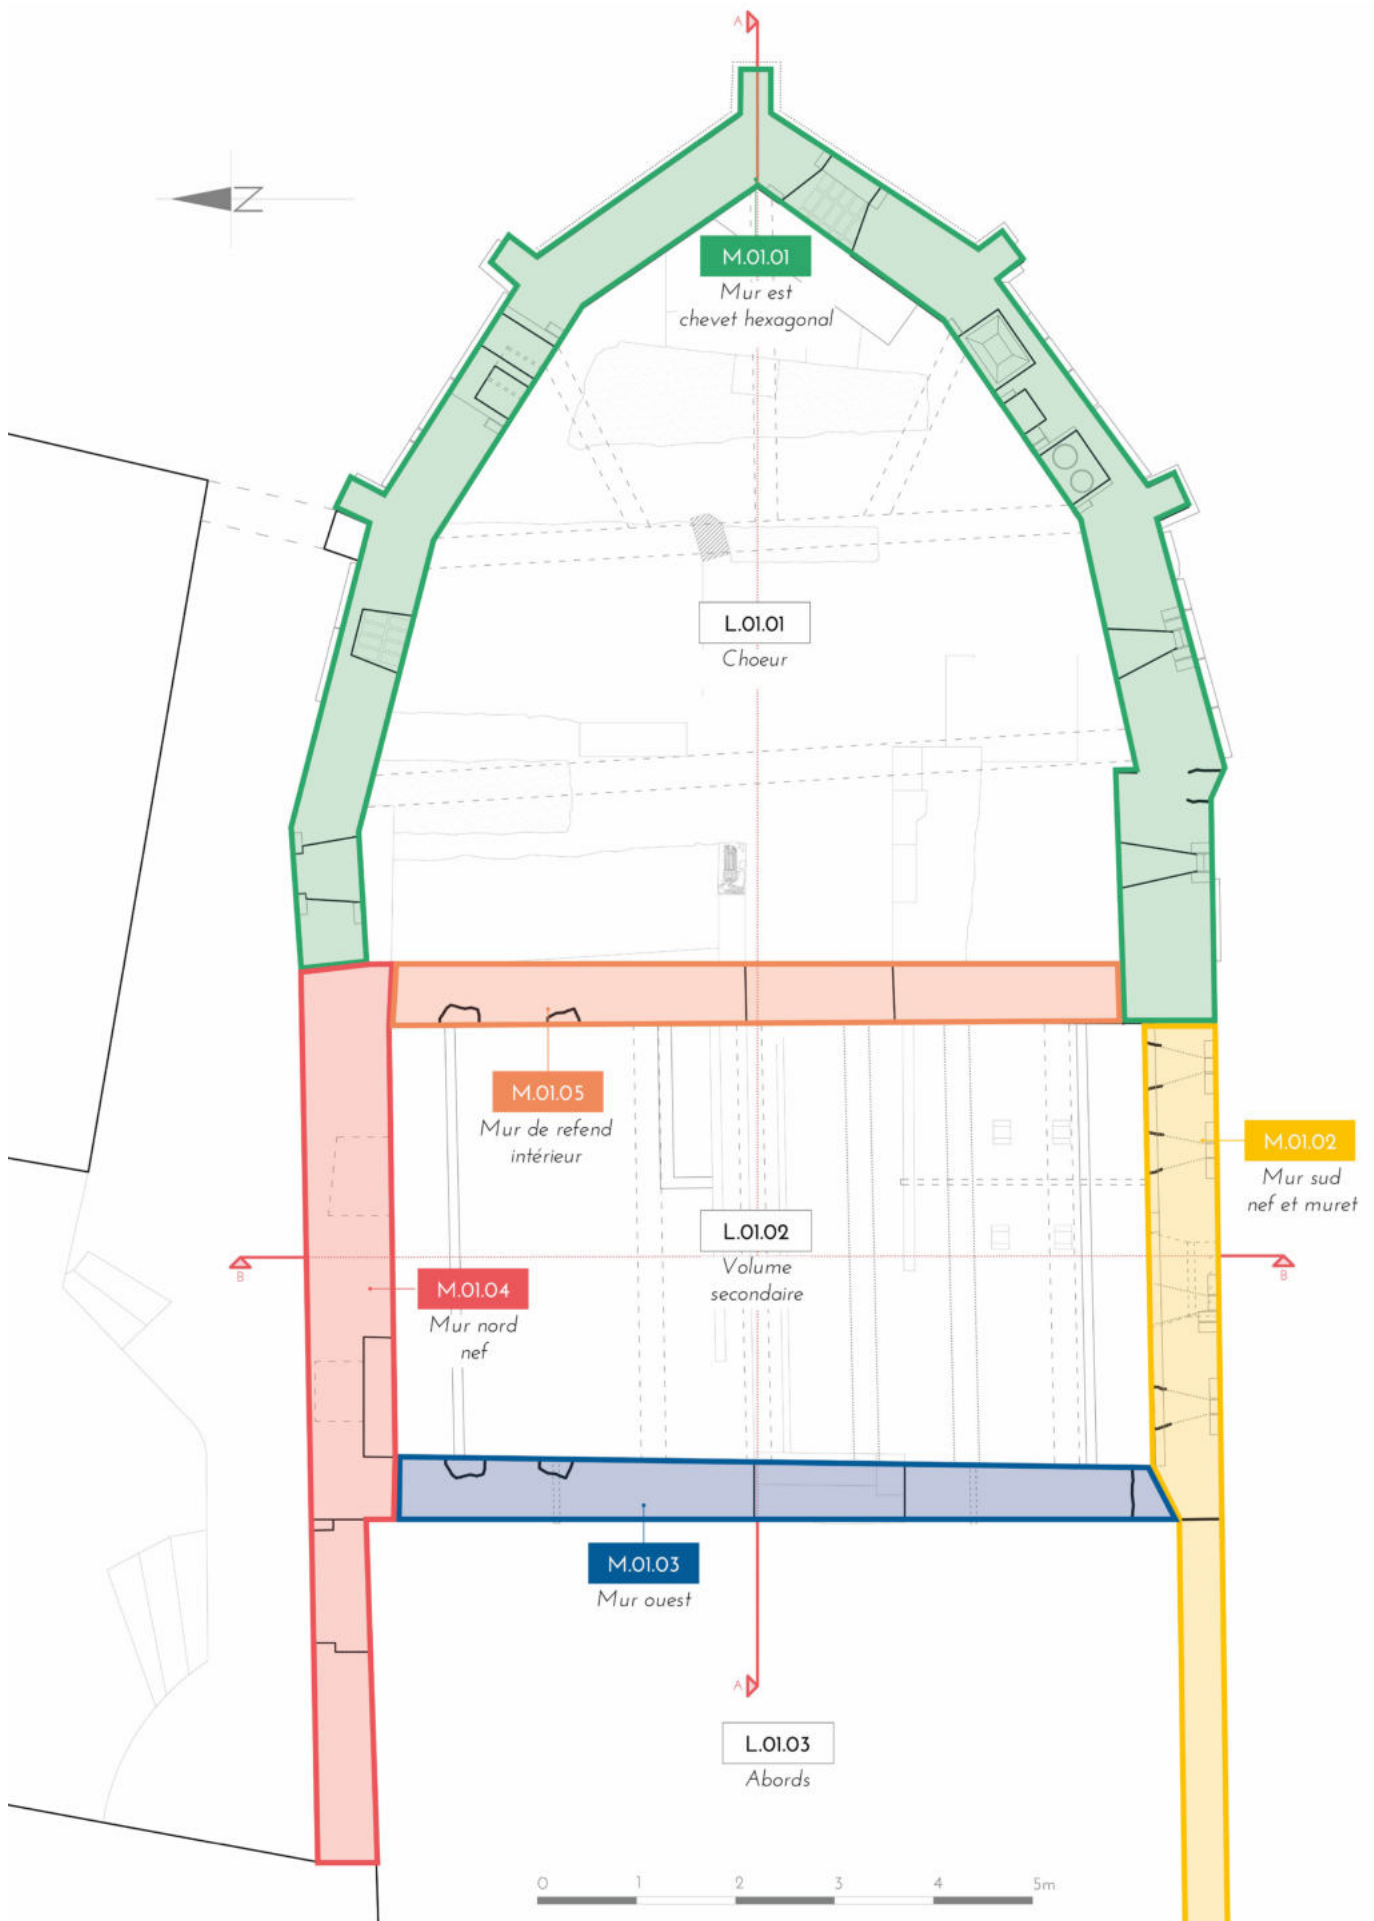 A
N
M.01.01
Mur est
chevet hexagonal
L.01.01
Choeur
M.01.05
Mur de refend
intérieur
M.01.02
Mur sud
nef et muret
L.01.02
Volume
secondaire
B
B
M.01.04
Mur nord
nef
M.01.03
Mur ouest
A
L.01.03
Abords
0 1 2 3 4 5m